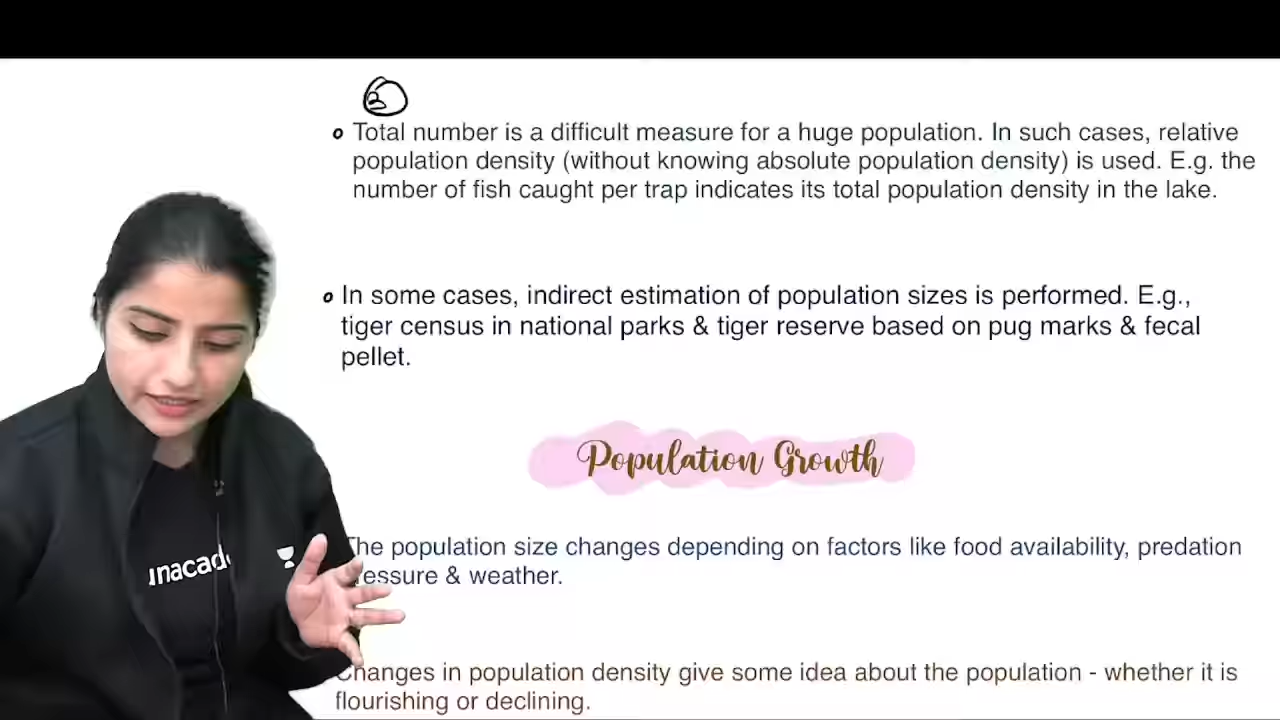 o Total number is a difficult measure for a huge population. In such cases, relative
population density (without knowing absolute population density) is used. E.g. the
number of fish caught per trap indicates its total population density in the lake.
o In some cases, indirect estimation of population sizes is performed. E.g.,
tiger census in national parks & tiger reserve based on pug marks & fecal
pellet.
Population Growth
The population size changes depending on factors like food availability, predation
ressure & weather.
Changes in population density give some idea about the population - whether it is
flourishing or declining.
unacade